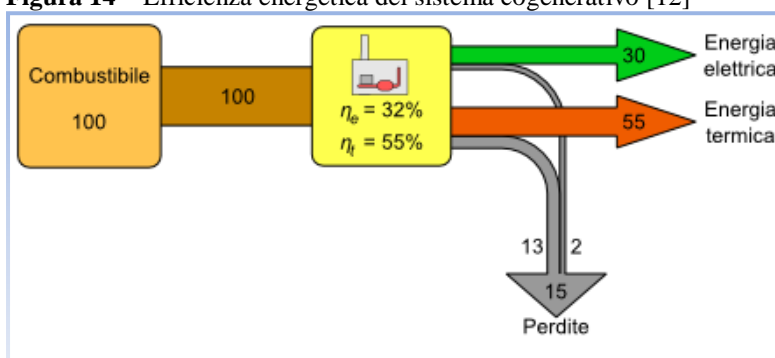 Figura 14 Efficienza energetica del sistema cogenerativo [12]
Combustibile
100
100
ηe = 32%
ηt = 55%
30
Energia
elettrica
55
Energia
termica
13
2
15
Perdite